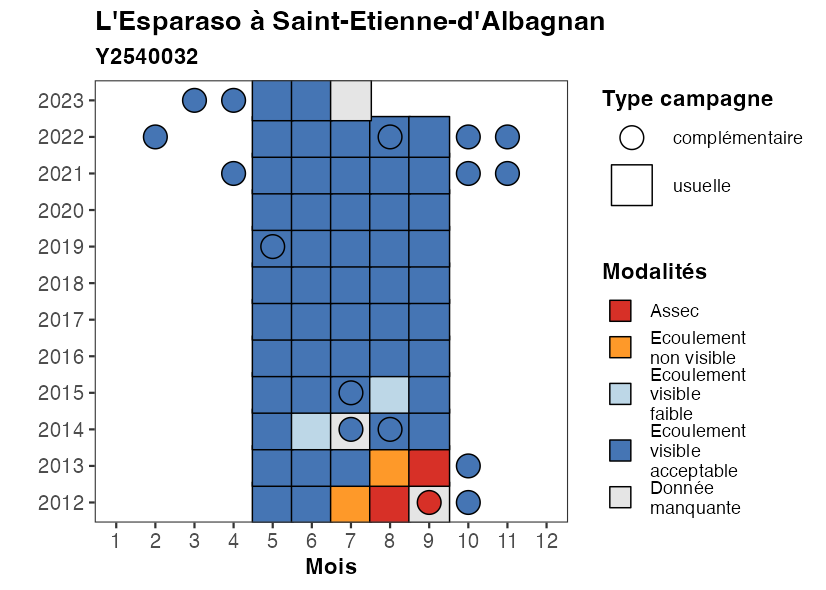 L'Esparaso à Saint-Etienne-d'Albagnan
Y2540032
2023
2022
2021
2020
2019
2018
2017
2016
2015
2014
2013
2012
1 2 3 4 5 6 7 8 9 10 11 12
Mois
Type campagne
complémentaire
usuelle
Modalités
Assec
Ecoulement
non visible
Ecoulement
visible
faible
Ecoulement
visible
acceptable
Donnée
manquante